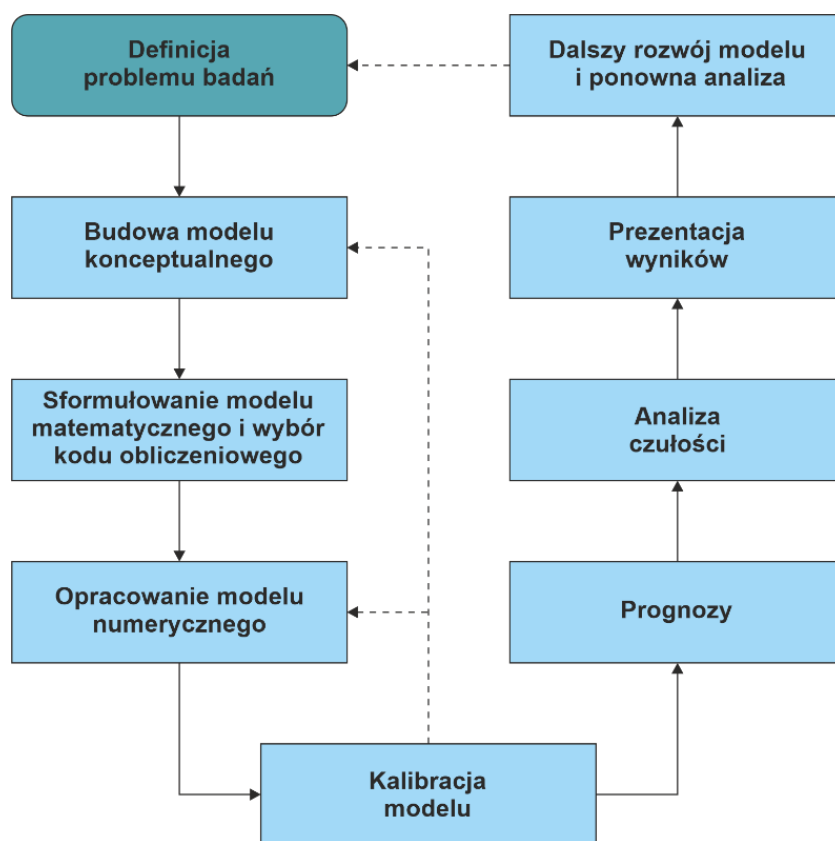 Definicja
problemu badań
Budowa modelu
konceptualnego
Sformułowanie modelu
matematycznego i wybór
kodu obliczeniowego
Opracowanie modelu
numerycznego
Kalibracja
modelu
Prognozy
Analiza
czułości
Prezentacja
wyników
Dalszy rozwój modelu
i ponowna analiza